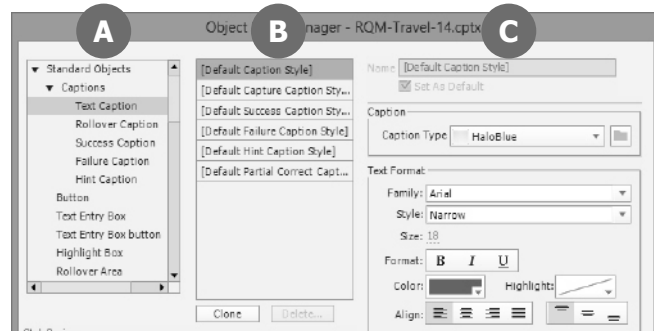 Object nager - RQM-Travel-14.cptx
A
B
C
Standard Objects
Captions
Text Caption
Rollover Caption
Success Caption
Failure Caption
Hint Caption
Button
Text Entry Box
Text Entry Box button
Highlight Box
Rollover Area
[Default Caption Style]
[Default Capture Caption Sty...
[Default Success Caption Sty...
[Default Failure Caption Style]
[Default Hint Caption Style]
[Default Partial Correct Capt...
Clone Delete...
Name [Default Caption Style]
Set As Default
Caption
Caption Type HaloBlue
Text Format
Family: Arial
Style: Narrow
Size: 18
Format: B I U
Color: Highlight:
Align: